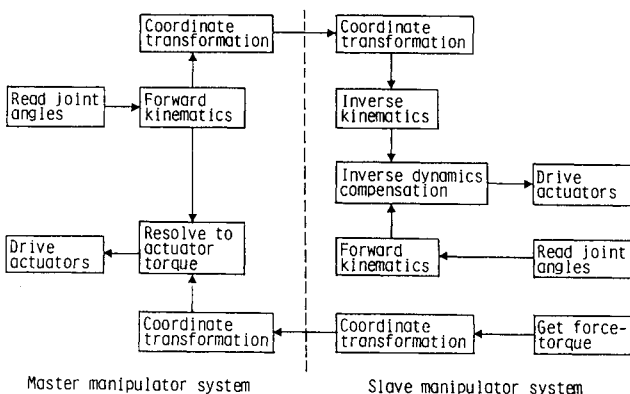 Coordinate
transformation
Coordinate
transformation
Read joint
angles
Forward
kinematics
Inverse
kinematics
Inverse dynamics
compensation
Drive
actuators
Drive
actuators
Resolve to
actuator
torque
Forward
kinematics
Read joint
angles
Coordinate
transformation
Coordinate
transformation
Get force-
torque
Master manipulator system
Slave manipulator system